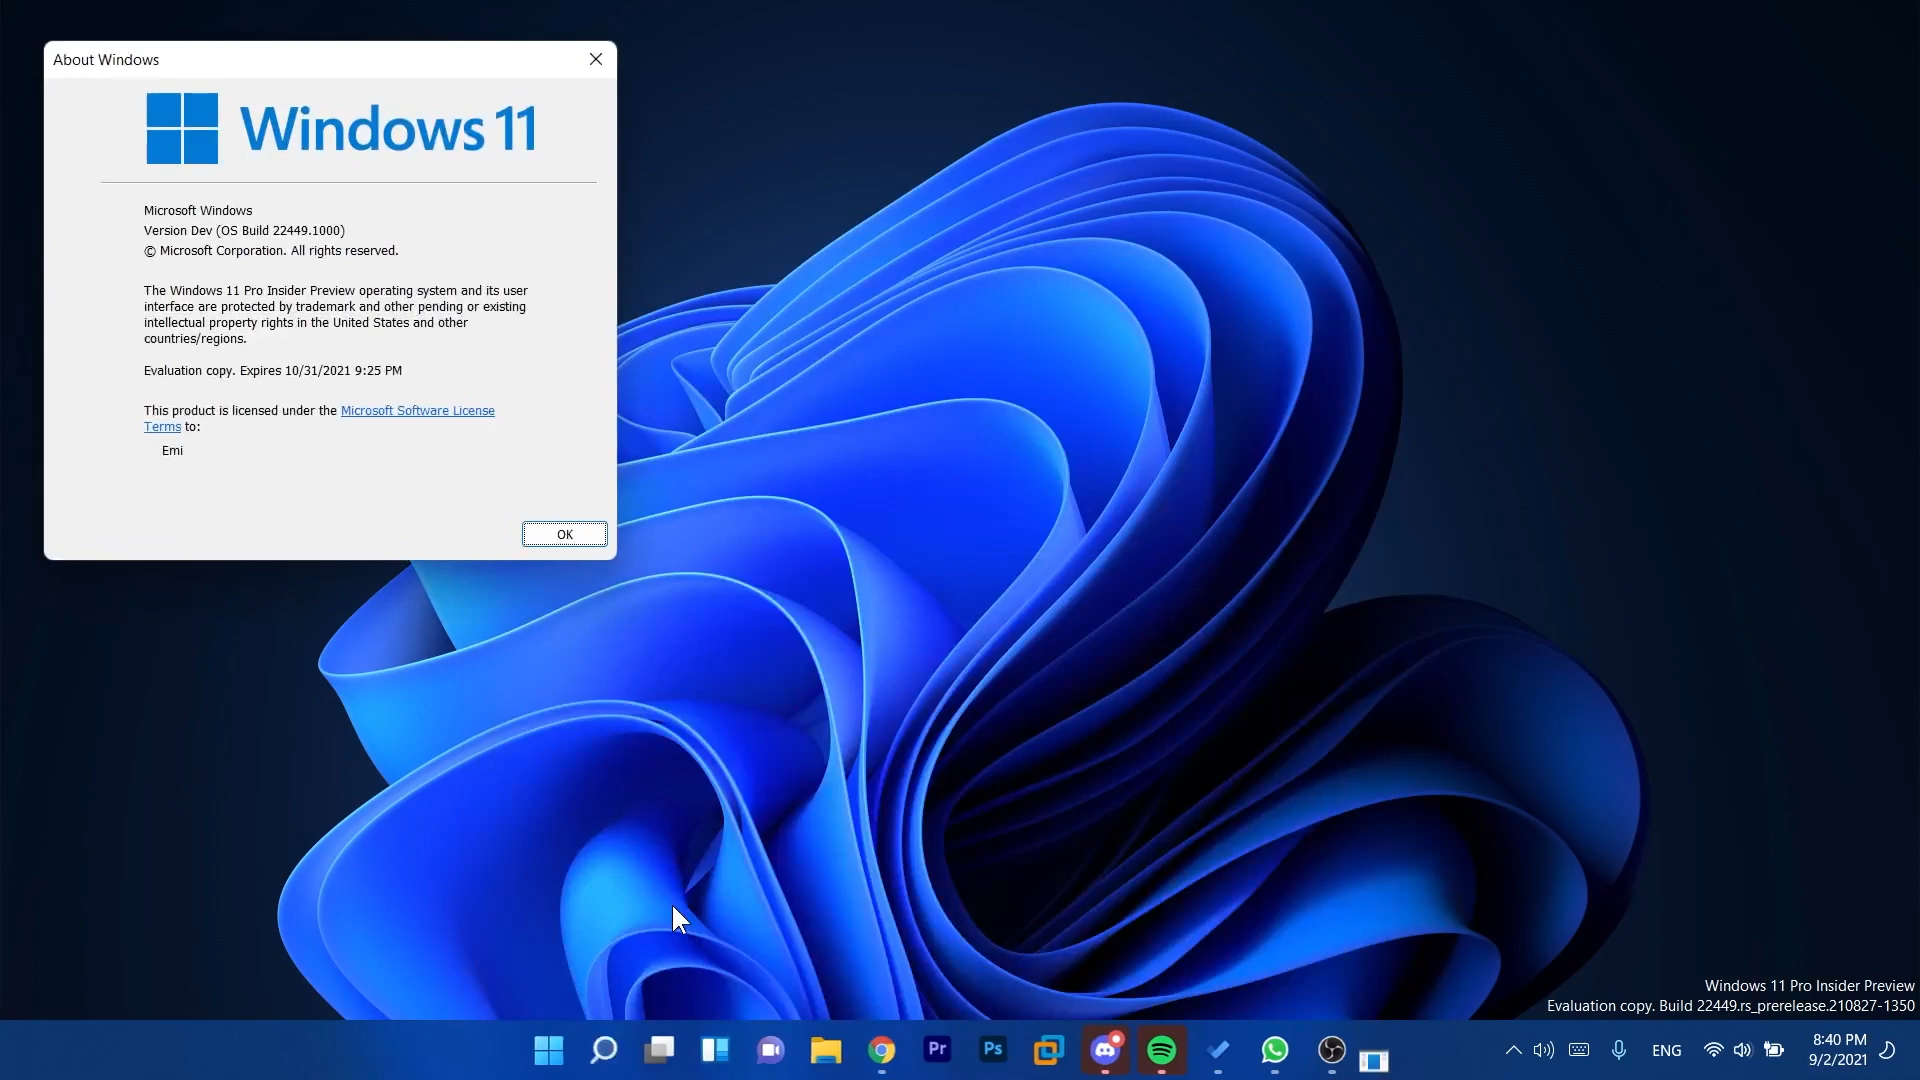 About Windows
Windows 11
Microsoft Windows
Version Dev (OS Build 22449.1000)
© Microsoft Corporation. All rights reserved.
The Windows 11 Pro Insider Preview operating system and its user
interface are protected by trademark and other pending or existing
intellectual property rights in the United States and other
countries/regions.
Evaluation copy. Expires 10/31/2021 9:25 PM
This product is licensed under the Microsoft Software License
Terms to:
Emi
OK
Windows 11 Pro Insider Preview
Evaluation copy. Build 22449.rs_prerelease.210827-1350
Pr
Ps
ENG
8:40 PM
9/2/2021